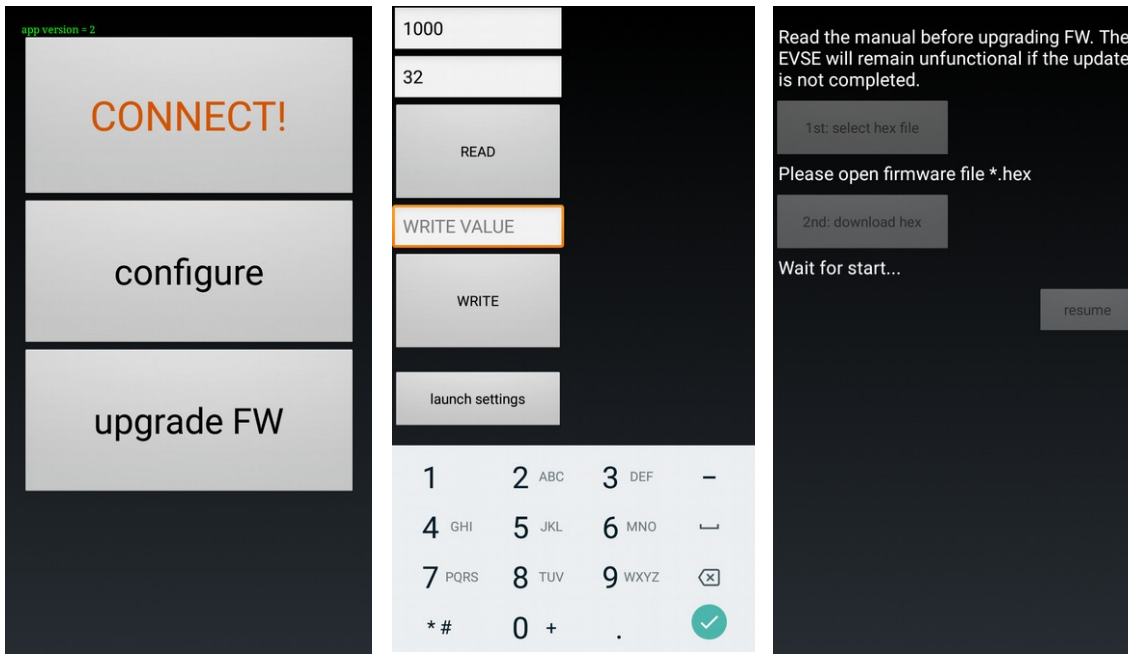 app version = 2
CONNECT!
configure
upgrade FW
1000
32
READ
WRITE VALUE
WRITE
launch settings
1 2 ABC 3 DEF –
4 GHI 5 JKL 6 MNO
7 PQRS 8 TUV 9 WXYZ
* # 0 + .
Read the manual before upgrading FW. The
EVSE will remain unfunctional if the update
is not completed.
1st: select hex file
Please open firmware file *.hex
2nd: download hex
Wait for start...
resume